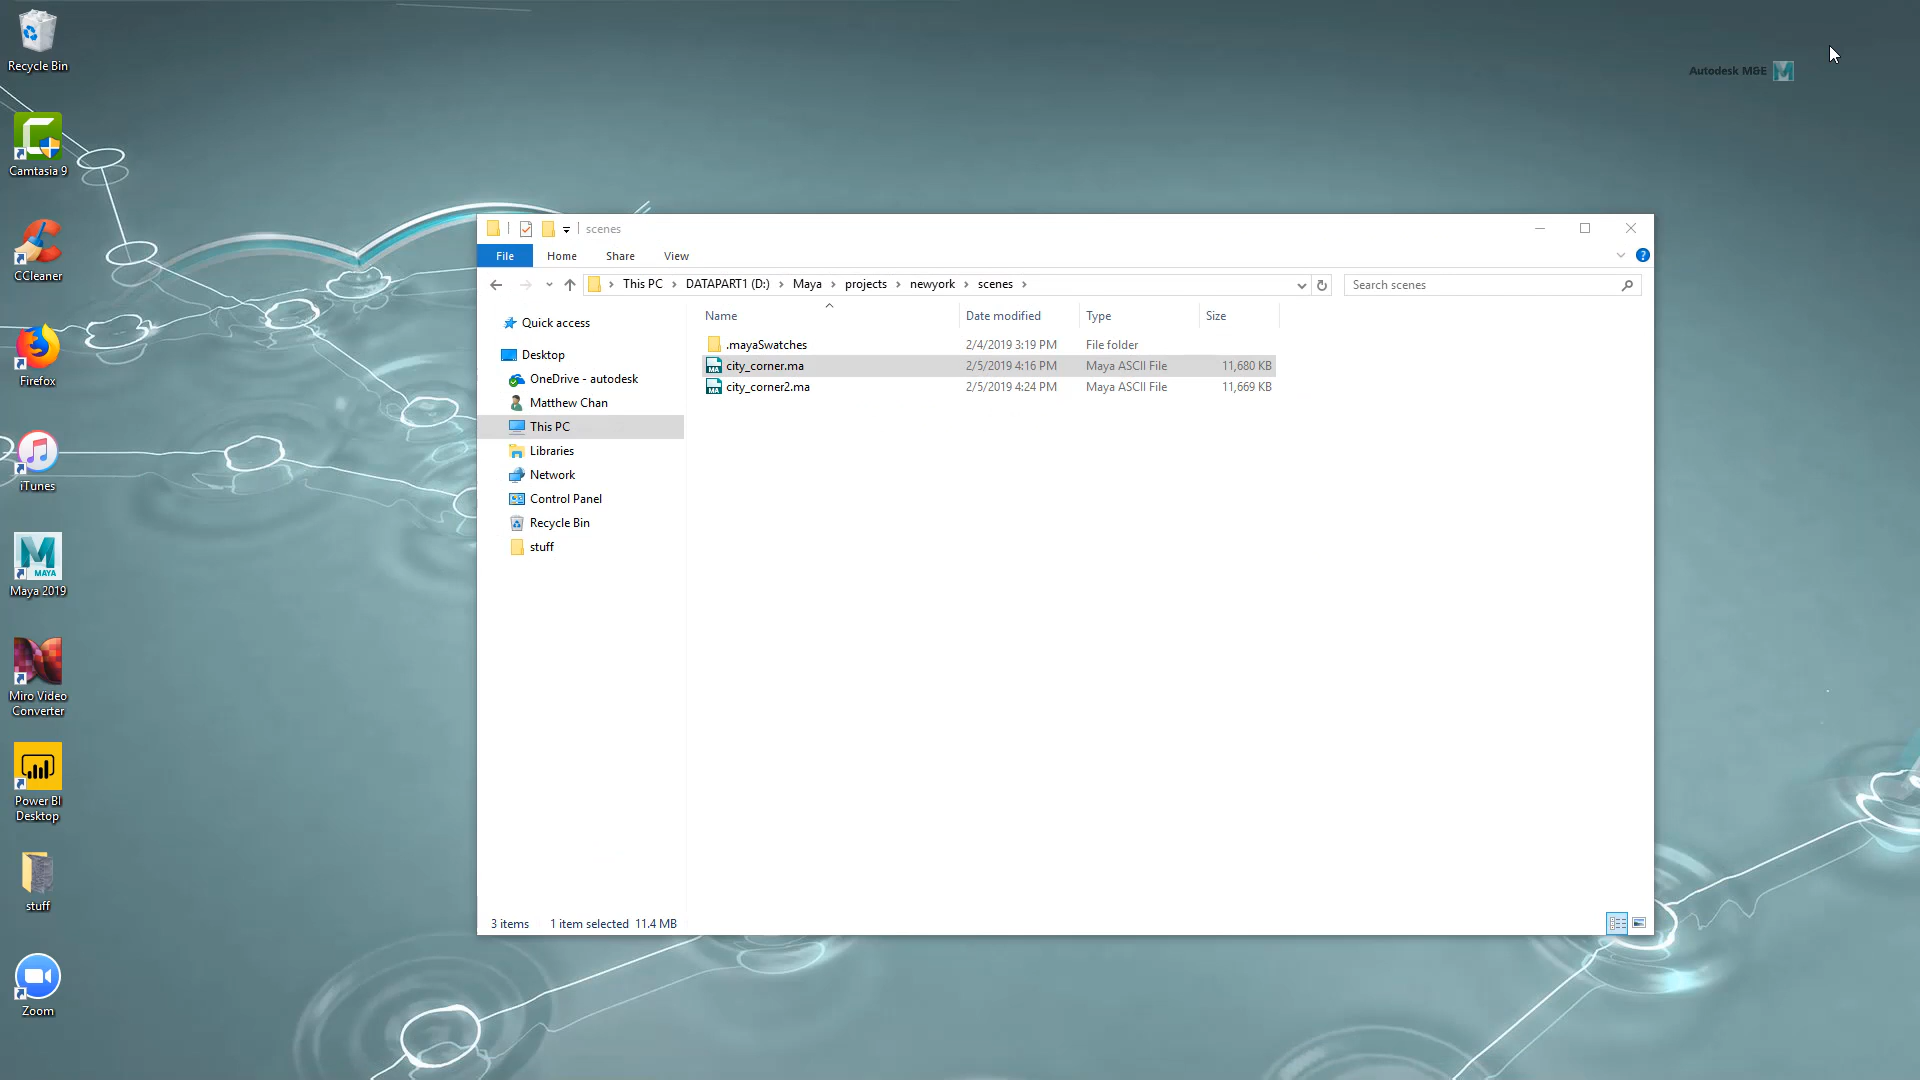 Autodesk M&E
Recycle Bin
Camtasia 9
CCleaner
Firefox
iTunes
Maya 2019
MAYA
Miro Video
Converter
Power BI
Desktop
stuff
Zoom
scenes
File Home Share View
This PC DATAPART1 (D:) Maya projects newyork scenes
Search scenes
Quick access
Desktop
OneDrive - autodesk
Matthew Chan
This PC
Libraries
Network
Control Panel
Recycle Bin
stuff
Name Date modified Type Size
.mayaSwatches 2/4/2019 3:19 PM File folder
city_corner.ma 2/5/2019 4:16 PM Maya ASCII File 11,680 KB
city_corner2.ma 2/5/2019 4:24 PM Maya ASCII File 11,669 KB
3 items 1 item selected 11.4 MB